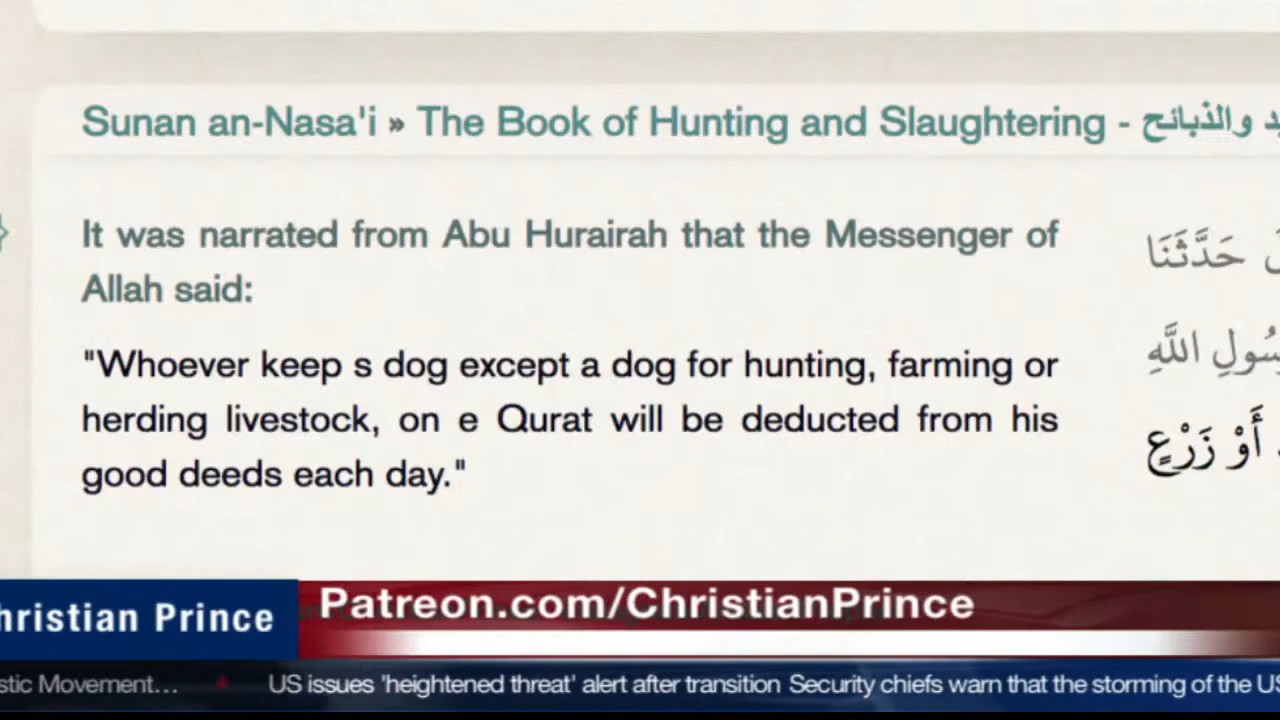 Sunan an-Nasa'i » The Book of Hunting and Slaughtering - والذبائح
It was narrated from Abu Hurairah that the Messenger of
Allah said:
"Whoever keep s dog except a dog for hunting, farming or
herding livestock, on e Qurat will be deducted from his
good deeds each day."
حَدَّثَنَا
اللَّهِ
أَوْ زَرْعٍ
hristian Prince
Patreon.com/ChristianPrince
stic Movement... US issues 'heightened threat' alert after transition Security chiefs warn that the storming of the US